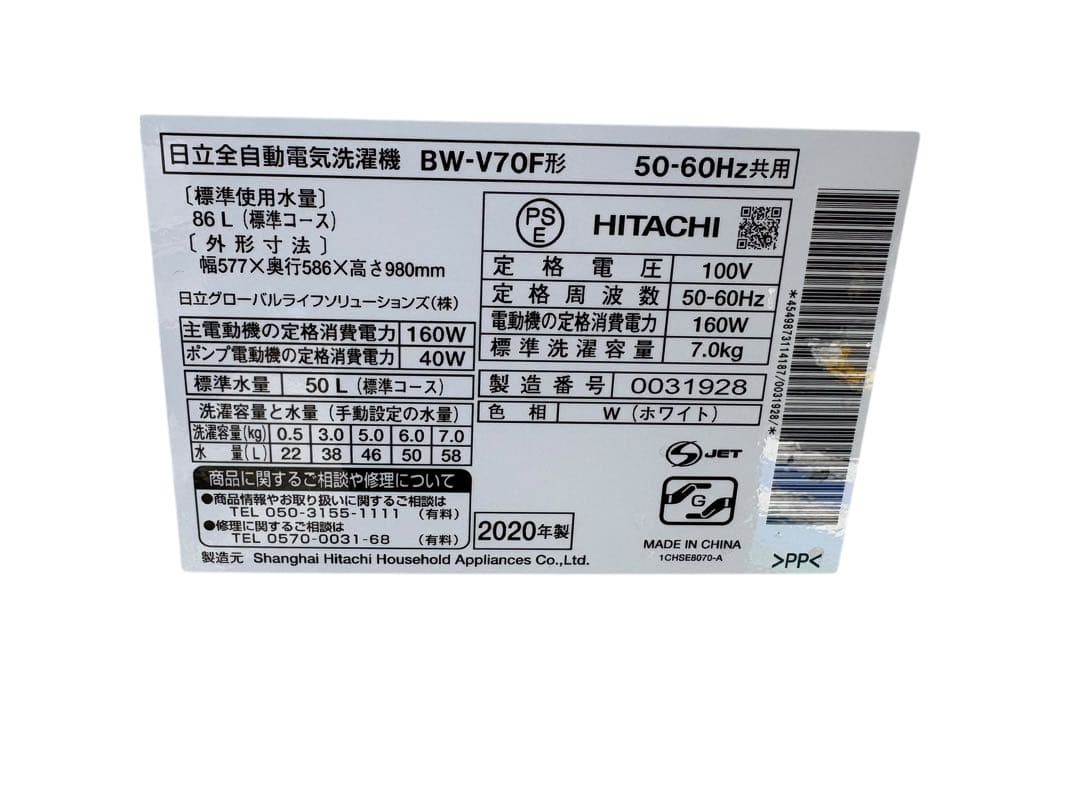 日立全自動電気洗濯機 BW-V70F形 50-60Hz共用
〔標準使用水量〕
86 L (標準コース)
〔外形寸法〕
幅577×奥行586×高さ980mm
日立グローバルライフソリューションズ(株)
主電動機の定格消費電力 160W
ポンプ電動機の定格消費電力 40W
標準水量 50 L (標準コース)
洗濯容量と水量 (手動設定の水量)
洗濯容量(kg) 0.5 3.0 5.0 6.0 7.0
水量(L) 22 38 46 50 58
商品に関するご相談や修理について
●商品情報やお取り扱いに関するご相談は
TEL 050-3155-1111 (有料)
●修理に関するご相談は
TEL 0570-0031-68 (有料)
製造元 Shanghai Hitachi Household Appliances Co.,Ltd.
2020年製
PS
E
HITACHI
定格電圧 100V
定格周波数 50-60Hz
電動機の定格消費電力 160W
標準洗濯容量 7.0kg
製造番号 0031928
色相 W (ホワイト)
S JET
G
MADE IN CHINA
1CHSE8070-A
*4549873114187/0031928/*
>PP<